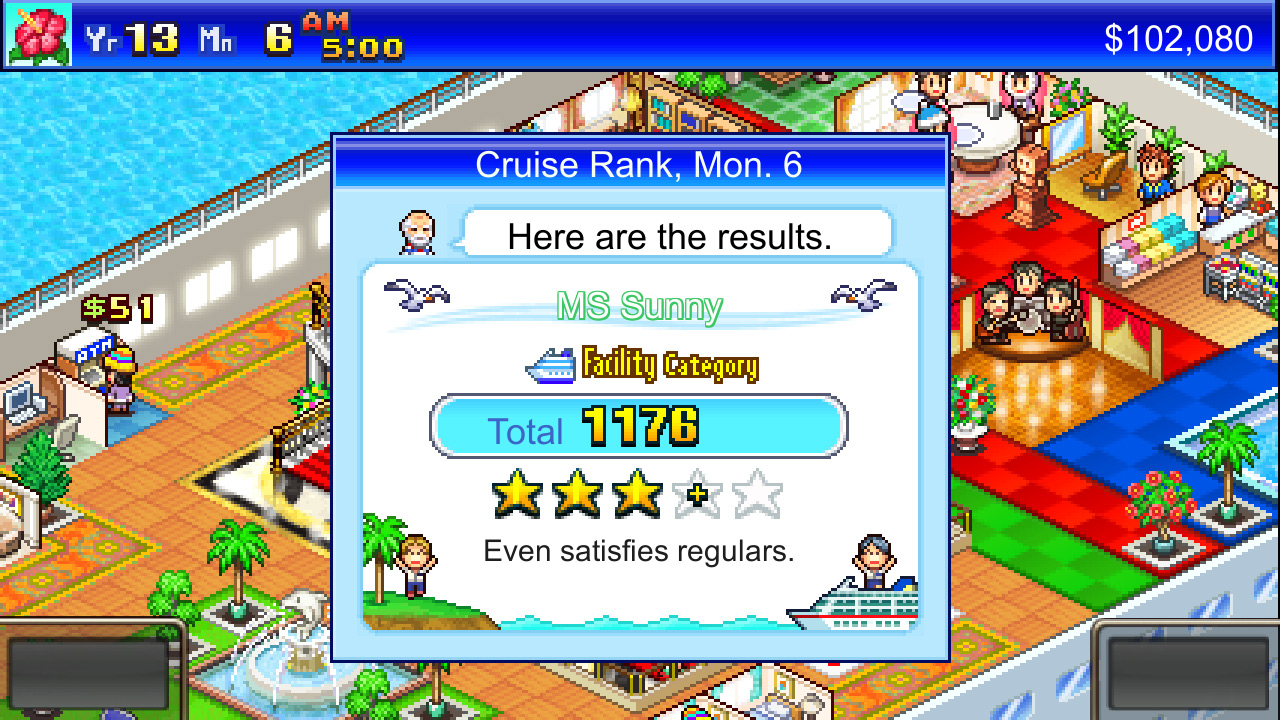 Yr 13 Mn 6 AM 5:00
$102,080
Cruise Rank, Mon. 6
Here are the results.
MS Sunny
Facility Category
Total 1176
Even satisfies regulars.
$51
ATM